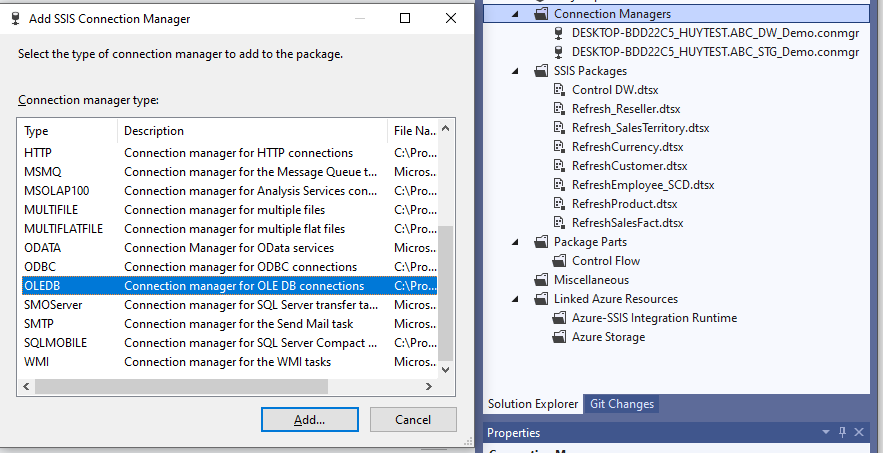 Add SSIS Connection Manager
Select the type of connection manager to add to the package.
Connection manager type:
Type Description File Na...
HTTP Connection manager for HTTP connections C:\Pro...
MSMQ Connection manager for the Message Queue t... Micros...
MSOLAP100 Connection manager for Analysis Services con... C:\Pro...
MULTIFILE Connection manager for multiple files C:\Pro...
MULTIFLATFILE Connection manager for multiple flat files C:\Pro...
ODATA Connection Manager for OData services Micros...
ODBC Connection manager for ODBC connections C:\Pro...
OLEDB Connection manager for OLE DB connections C:\Pro...
SMOServer Connection manager for SQL Server transfer ta... Micros...
SMTP Connection manager for the Send Mail task Micros...
SQLMOBILE Connection manager for SQL Server Compact ... C:\Pro...
WMI Connection manager for the WMI tasks Micros...
Add... Cancel
Connection Managers
DESKTOP-BDD22C5_HUYTEST.ABC_DW_Demo.conmgr
DESKTOP-BDD22C5_HUYTEST.ABC_STG_Demo.conmgr
SSIS Packages
Control DW.dtsx
Refresh_Reseller.dtsx
Refresh_SalesTerritory.dtsx
RefreshCurrency.dtsx
RefreshCustomer.dtsx
RefreshEmployee_SCD.dtsx
RefreshProduct.dtsx
RefreshSalesFact.dtsx
Package Parts
Control Flow
Miscellaneous
Linked Azure Resources
Azure-SSIS Integration Runtime
Azure Storage
Solution Explorer Git Changes
Properties